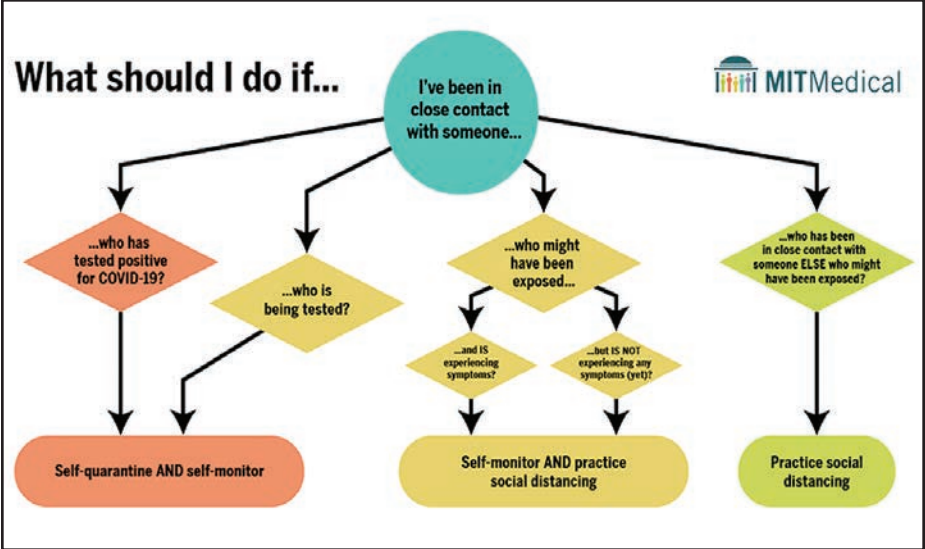 What should I do if...
I've been in
close contact
with someone...
MITMedical
...who has
tested positive
for COVID-19?
...who is
being tested?
...who might
have been
exposed...
...and IS
experiencing
symptoms?
...but IS NOT
experiencing any
symptoms (yet)?
...who has been
in close contact with
someone ELSE who might
have been exposed?
Self-quarantine AND self-monitor
Self-monitor AND practice
social distancing
Practice social
distancing